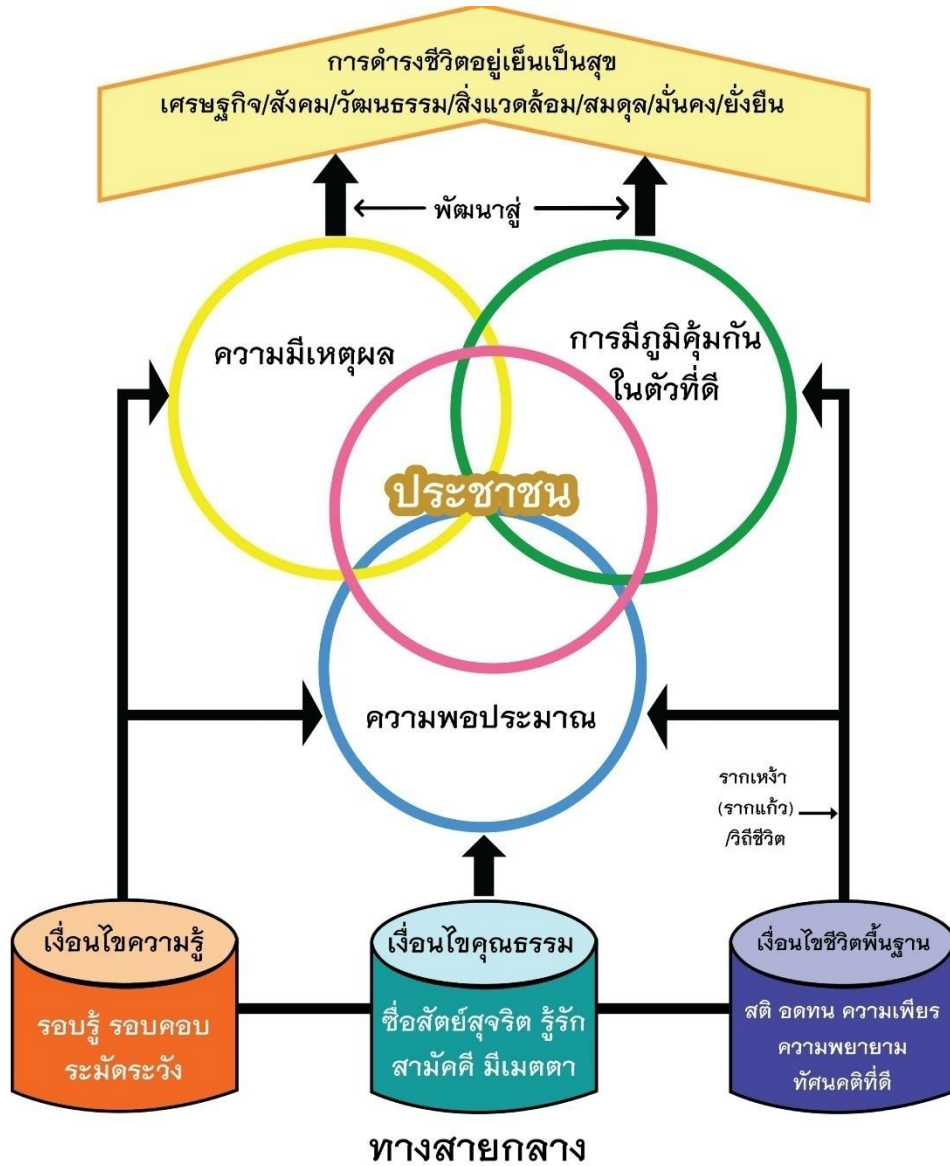 การดำรงชีวิตอยู่เย็นเป็นสุข
เศรษฐกิจ/สังคม/วัฒนธรรม/สิ่งแวดล้อม/สมดุล/มั่นคง/ยั่งยืน
พัฒนาสู่
ความมีเหตุผล
การมีภูมิคุ้มกัน
ในตัวที่ดี
ประชาชน
ความพอประมาณ
รากเหง้า
(รากแก้ว)
/วิถีชีวิต
เงื่อนไขความรู้
รอบรู้ รอบคอบ
ระมัดระวัง
เงื่อนไขคุณธรรม
ซื่อสัตย์สุจริต รู้รัก
สามัคคี มีเมตตา
เงื่อนไขชีวิตพื้นฐาน
สติ อดทน ความเพียร
ความพยายาม
ทัศนคติที่ดี
ทางสายกลาง